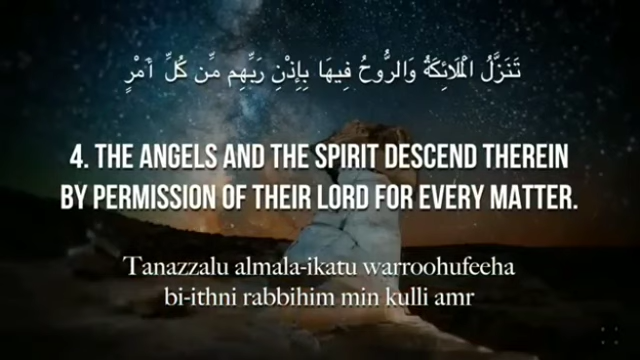 تَنَزَّلُ الْمَلَائِكَةُ وَالرُّوحُ فِيهَا بِإِذْنِ رَبِّهِم مِّن كُلِّ أَمْرٍ
4. THE ANGELS AND THE SPIRIT DESCEND THEREIN
BY PERMISSION OF THEIR LORD FOR EVERY MATTER.
Tanazzalu almala-ikatu warroohufeeha
bi-ithni rabbihim min kulli amr